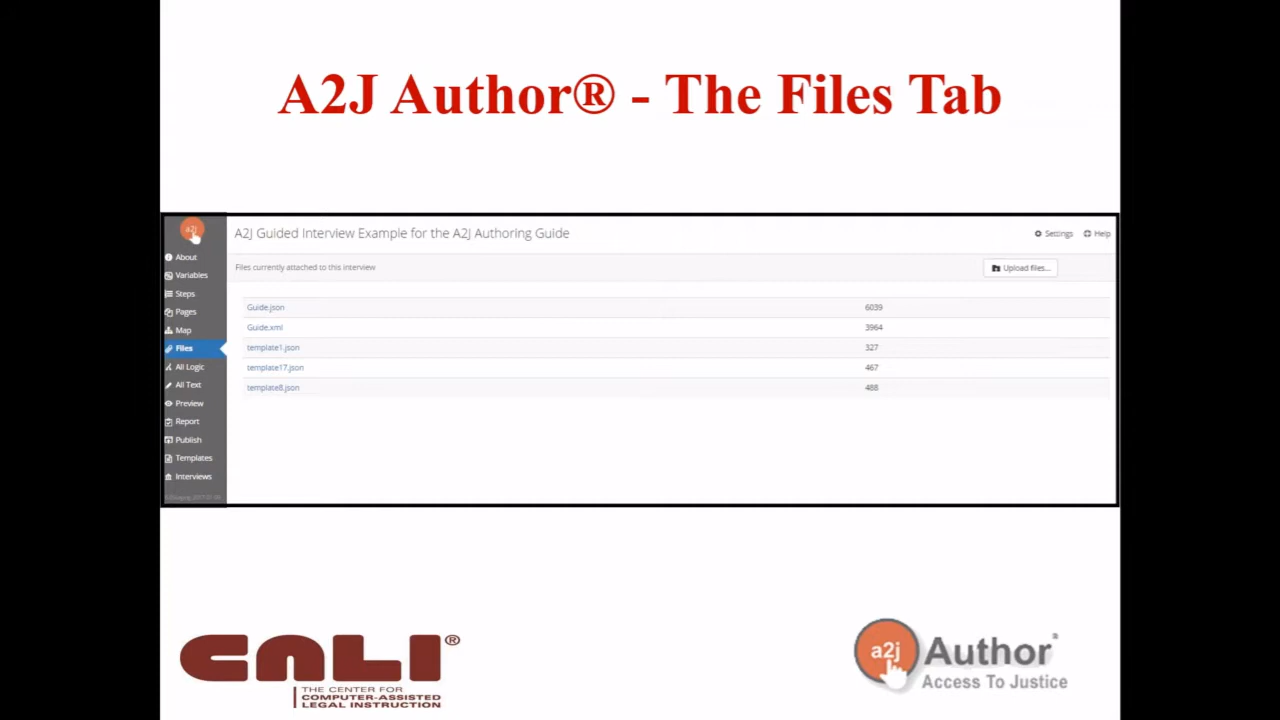 A2J Author® - The Files Tab
a2j
A2J Guided Interview Example for the A2J Authoring Guide
Settings
Help
About
Files currently attached to this interview
Upload files...
Variables
Steps
Pages
Map
Files
All Logic
All Text
Preview
Report
Publish
Templates
Interviews
Guide.json 6039
Guide.xml 3964
template1.json 327
template17.json 467
template8.json 488
CALI®
THE CENTER FOR
COMPUTER-ASSISTED
LEGAL INSTRUCTION
a2j Author®
Access To Justice